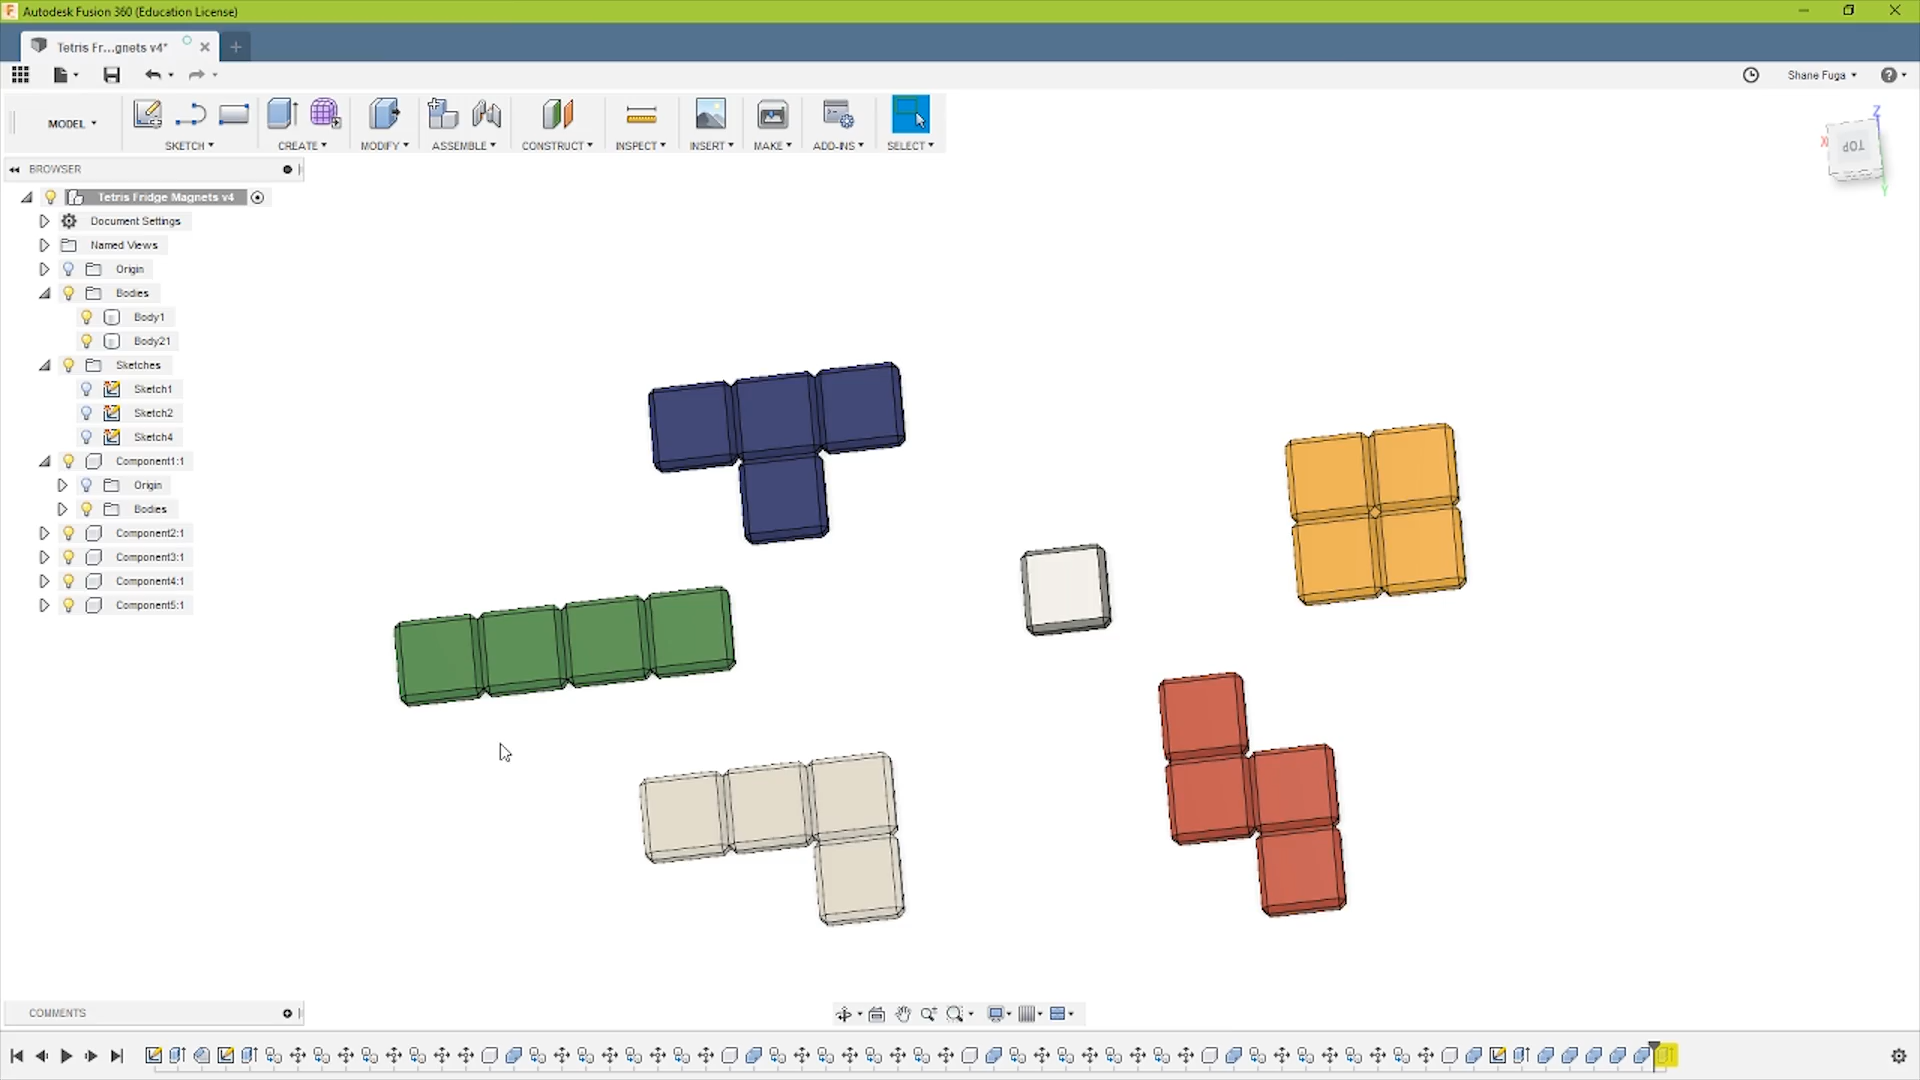 Autodesk Fusion 360 (Education License)
Tetris Fr...gnets v4*
Shane Fuga
MODEL
SKETCH
CREATE
MODIFY
ASSEMBLE
CONSTRUCT
INSPECT
INSERT
MAKE
ADD-INS
SELECT
Z
X
TOP
Y
BROWSER
Tetris Fridge Magnets v4
Document Settings
Named Views
Origin
Bodies
Body1
Body21
Sketches
Sketch1
Sketch2
Sketch4
Component1:1
Origin
Bodies
Component2:1
Component3:1
Component4:1
Component5:1
COMMENTS